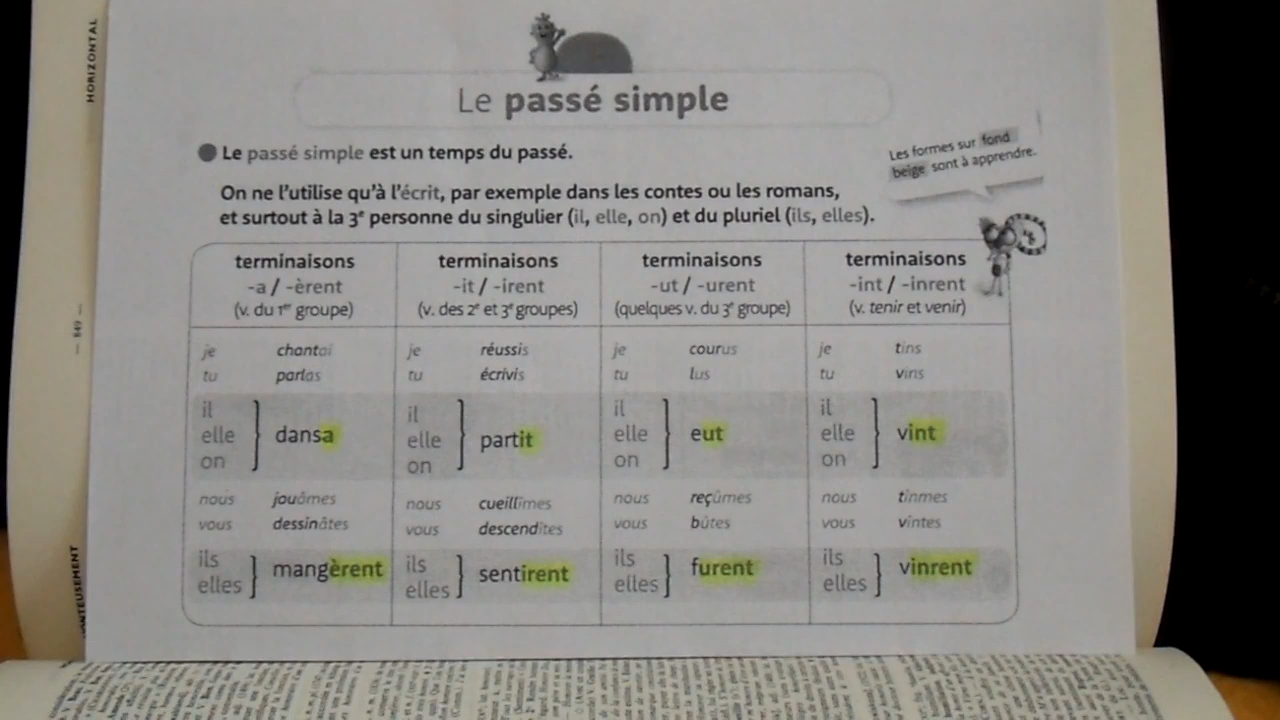 HORIZONTAL
— 849 —
Le passé simple
Le passé simple est un temps du passé.
Les formes sur fond
beige sont à apprendre.
On ne l'utilise qu'à l'écrit, par exemple dans les contes ou les romans,
et surtout à la 3e personne du singulier (il, elle, on) et du pluriel (ils, elles).
terminaisons
-a / -èrent
(v. du 1er groupe)
je chantai
tu parlas
il
elle
on
dansa
nous jouâmes
vous dessinâtes
ils
elles
mangèrent
terminaisons
-it / -irent
(v. des 2e et 3e groupes)
je réussis
tu écrivis
il
elle
on
partit
nous cueillîmes
vous descendîtes
ils
elles
sentirent
terminaisons
-ut / -urent
(quelques v. du 3e groupe)
je courus
tu lus
il
elle
on
eut
nous reçûmes
vous bûtes
ils
elles
furent
terminaisons
-int / -inrent
(v. tenir et venir)
je tins
tu vins
il
elle
on
vint
nous tînmes
vous vîntes
ils
elles
vinrent